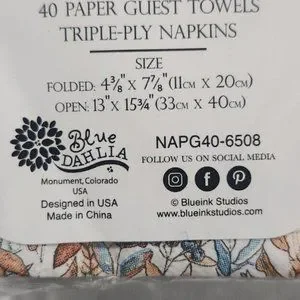 40 PAPER GUEST TOWELS
TRIPLE-PLY NAPKINS
SIZE
FOLDED: 4⅜" X 7⅞" (11CM X 20CM)
OPEN: 13" X 15¾" (33CM X 40CM)
Blue
DAHLIA
Monument, Colorado
USA
Designed in USA
Made in China
NAPG40-6508
FOLLOW US ON SOCIAL MEDIA
© Blueink Studios
www.blueinkstudios.com